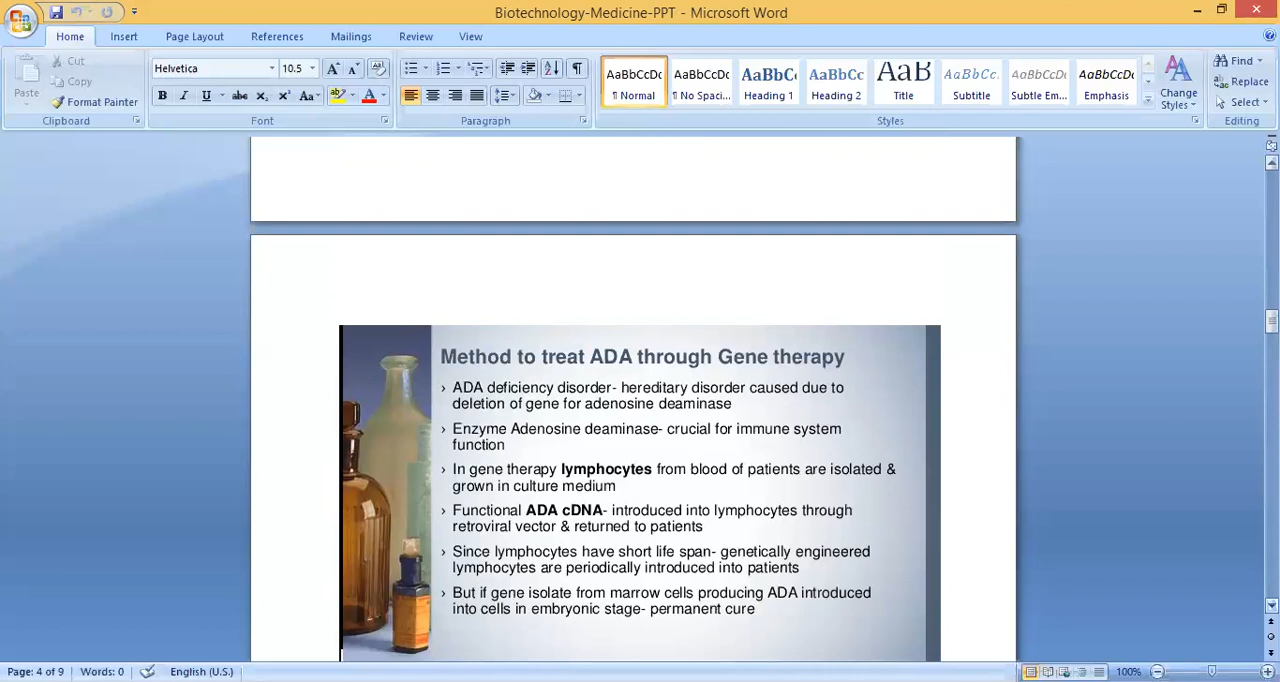 Biotechnology-Medicine-PPT - Microsoft Word
Home Insert Page Layout References Mailings Review View
Paste
Cut
Copy
Format Painter
Clipboard
Helvetica 10.5
Font
Paragraph
AaBbCcDc AaBbCcDc AaBbC AaBbCc AaB AaBbCc. AaBbCcDc AaBbCcDc
¶ Normal ¶ No Spaci... Heading 1 Heading 2 Title Subtitle Subtle Em... Emphasis
Change
Styles
Styles
Find
Replace
Select
Editing
Method to treat ADA through Gene therapy
› ADA deficiency disorder- hereditary disorder caused due to
deletion of gene for adenosine deaminase
› Enzyme Adenosine deaminase- crucial for immune system
function
› In gene therapy lymphocytes from blood of patients are isolated &
grown in culture medium
› Functional ADA cDNA- introduced into lymphocytes through
retroviral vector & returned to patients
› Since lymphocytes have short life span- genetically engineered
lymphocytes are periodically introduced into patients
› But if gene isolate from marrow cells producing ADA introduced
into cells in embryonic stage- permanent cure
Page: 4 of 9 Words: 0 English (U.S.) 100%